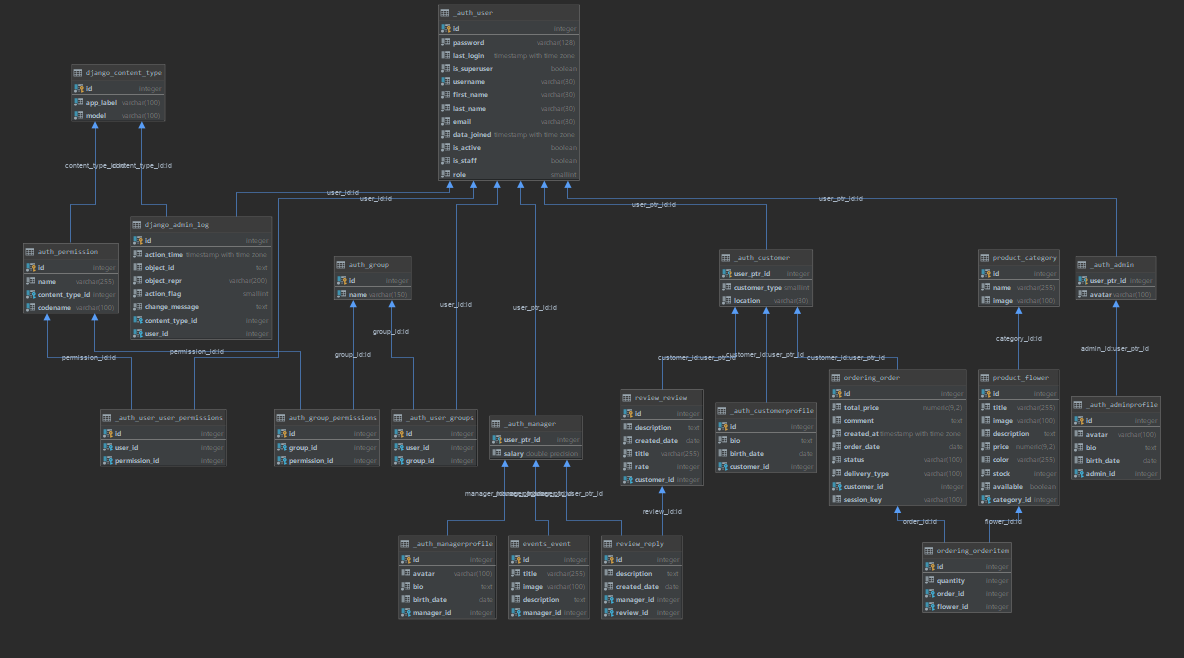 _auth_user
id integer
password varchar(128)
last_login timestamp with time zone
is_superuser boolean
username varchar(30)
first_name varchar(30)
last_name varchar(30)
email varchar(30)
data_joined timestamp with time zone
is_active boolean
is_staff boolean
role smallint
django_content_type
id integer
app_label varchar(100)
model varchar(100)
content_type_id:id
content_type_id:id
user_id:id
user_id:id
user_ptr_id:id
user_ptr_id:id
django_admin_log
id integer
action_time timestamp with time zone
object_id text
object_repr varchar(200)
action_flag smallint
change_message text
content_type_id integer
user_id integer
auth_permission
id integer
name varchar(255)
content_type_id integer
codename varchar(100)
auth_group
id integer
name varchar(150)
_auth_customer
user_ptr_id integer
customer_type smallint
location varchar(30)
product_category
id integer
name varchar(255)
image varchar(100)
_auth_admin
user_ptr_id integer
avatar varchar(100)
user_id:id
user_ptr_id:id
group_id:id
group_id:id
permission_id:id
permission_id:id
customer_id:user_ptr_id
customer_id:user_ptr_id
customer_id:user_ptr_id
category_id:id
admin_id:user_ptr_id
_auth_user_user_permissions
id integer
user_id integer
permission_id integer
auth_group_permissions
id integer
group_id integer
permission_id integer
_auth_user_groups
id integer
user_id integer
group_id integer
_auth_manager
user_ptr_id integer
salary double precision
review_review
id integer
description text
created_date date
title varchar(255)
rate integer
customer_id integer
_auth_customerprofile
id integer
bio text
birth_date date
customer_id integer
ordering_order
id integer
total_price numeric(9,2)
comment text
created_at timestamp with time zone
order_date date
status varchar(100)
delivery_type varchar(100)
customer_id integer
session_key varchar(100)
product_flower
id integer
title varchar(255)
image varchar(100)
description text
price numeric(9,2)
color varchar(255)
stock integer
available boolean
category_id integer
_auth_adminprofile
id integer
avatar varchar(100)
bio text
birth_date date
admin_id integer
review_id:id
order_id:id
flower_id:id
_auth_managerprofile
id integer
avatar varchar(100)
bio text
birth_date date
manager_id integer
events_event
id integer
title varchar(255)
image varchar(100)
description text
manager_id integer
review_reply
id integer
description text
created_date date
manager_id integer
review_id integer
ordering_orderitem
id integer
quantity integer
order_id integer
flower_id integer